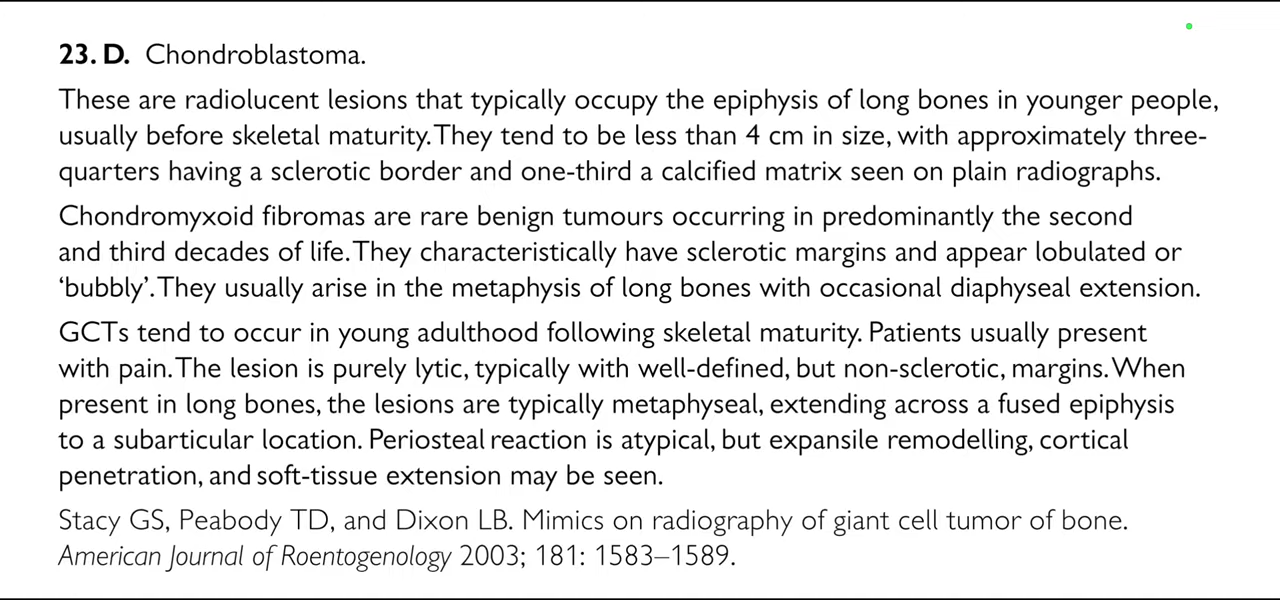 23. D. Chondroblastoma.
These are radiolucent lesions that typically occupy the epiphysis of long bones in younger people,
usually before skeletal maturity. They tend to be less than 4 cm in size, with approximately three-
quarters having a sclerotic border and one-third a calcified matrix seen on plain radiographs.
Chondromyxoid fibromas are rare benign tumours occurring in predominantly the second
and third decades of life. They characteristically have sclerotic margins and appear lobulated or
‘bubbly’. They usually arise in the metaphysis of long bones with occasional diaphyseal extension.
GCTs tend to occur in young adulthood following skeletal maturity. Patients usually present
with pain. The lesion is purely lytic, typically with well-defined, but non-sclerotic, margins. When
present in long bones, the lesions are typically metaphyseal, extending across a fused epiphysis
to a subarticular location. Periosteal reaction is atypical, but expansile remodelling, cortical
penetration, and soft-tissue extension may be seen.
Stacy GS, Peabody TD, and Dixon LB. Mimics on radiography of giant cell tumor of bone.
American Journal of Roentogenology 2003; 181: 1583–1589.